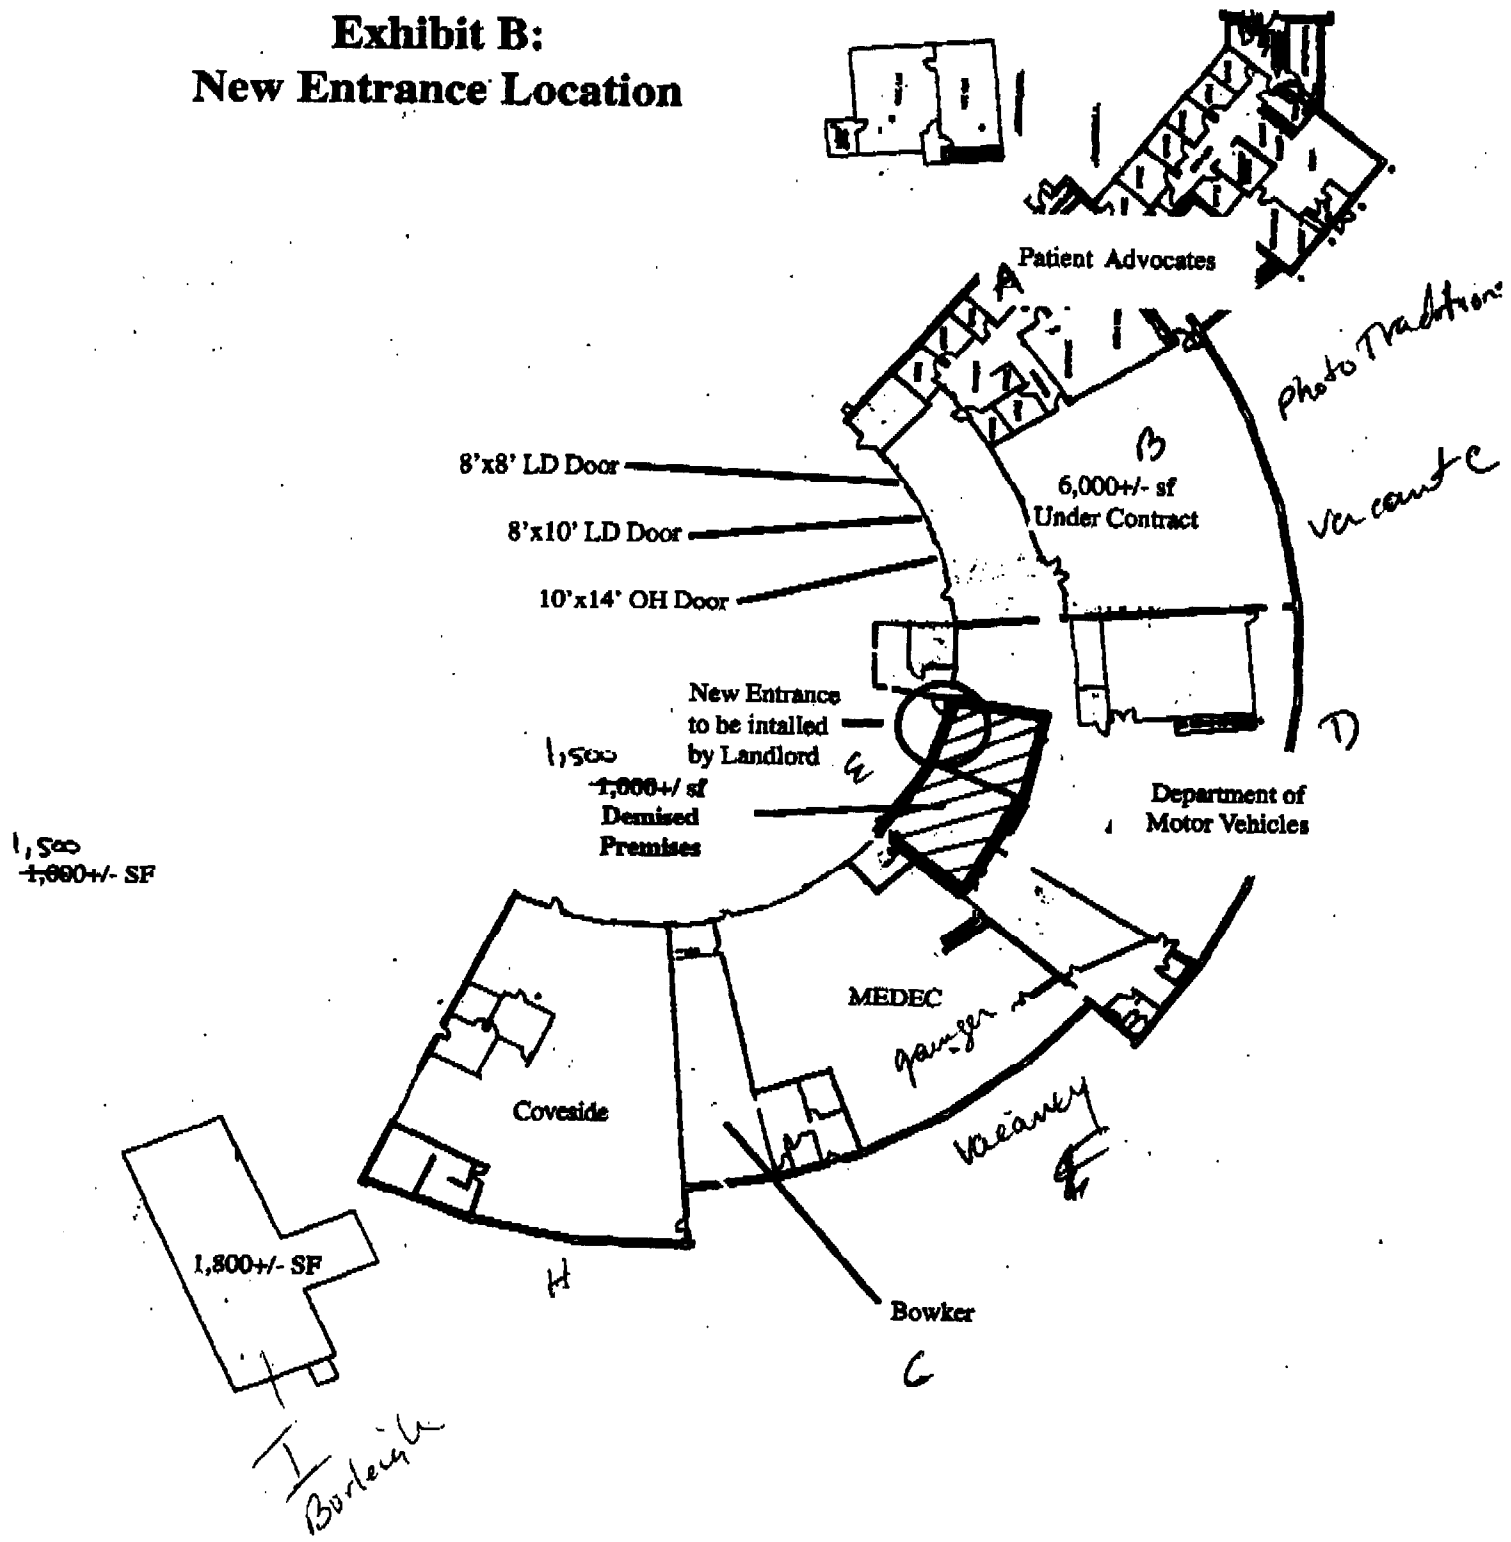 Exhibit B:
New Entrance Location
Patient Advocates
A
photo Traditions
B
8'x8' LD Door
6,000+/- sf
Under Contract
vacant C
8'x10' LD Door
10'x14' OH Door
New Entrance
to be intalled
by Landlord
D
1,500
E
1,000+/ sf
Demised
Premises
Department of
Motor Vehicles
1,500
1,000+/- SF
MEDEC
Coveside
vacancy
F
1,800+/- SF
H
Bowker
G
I
Burleigh